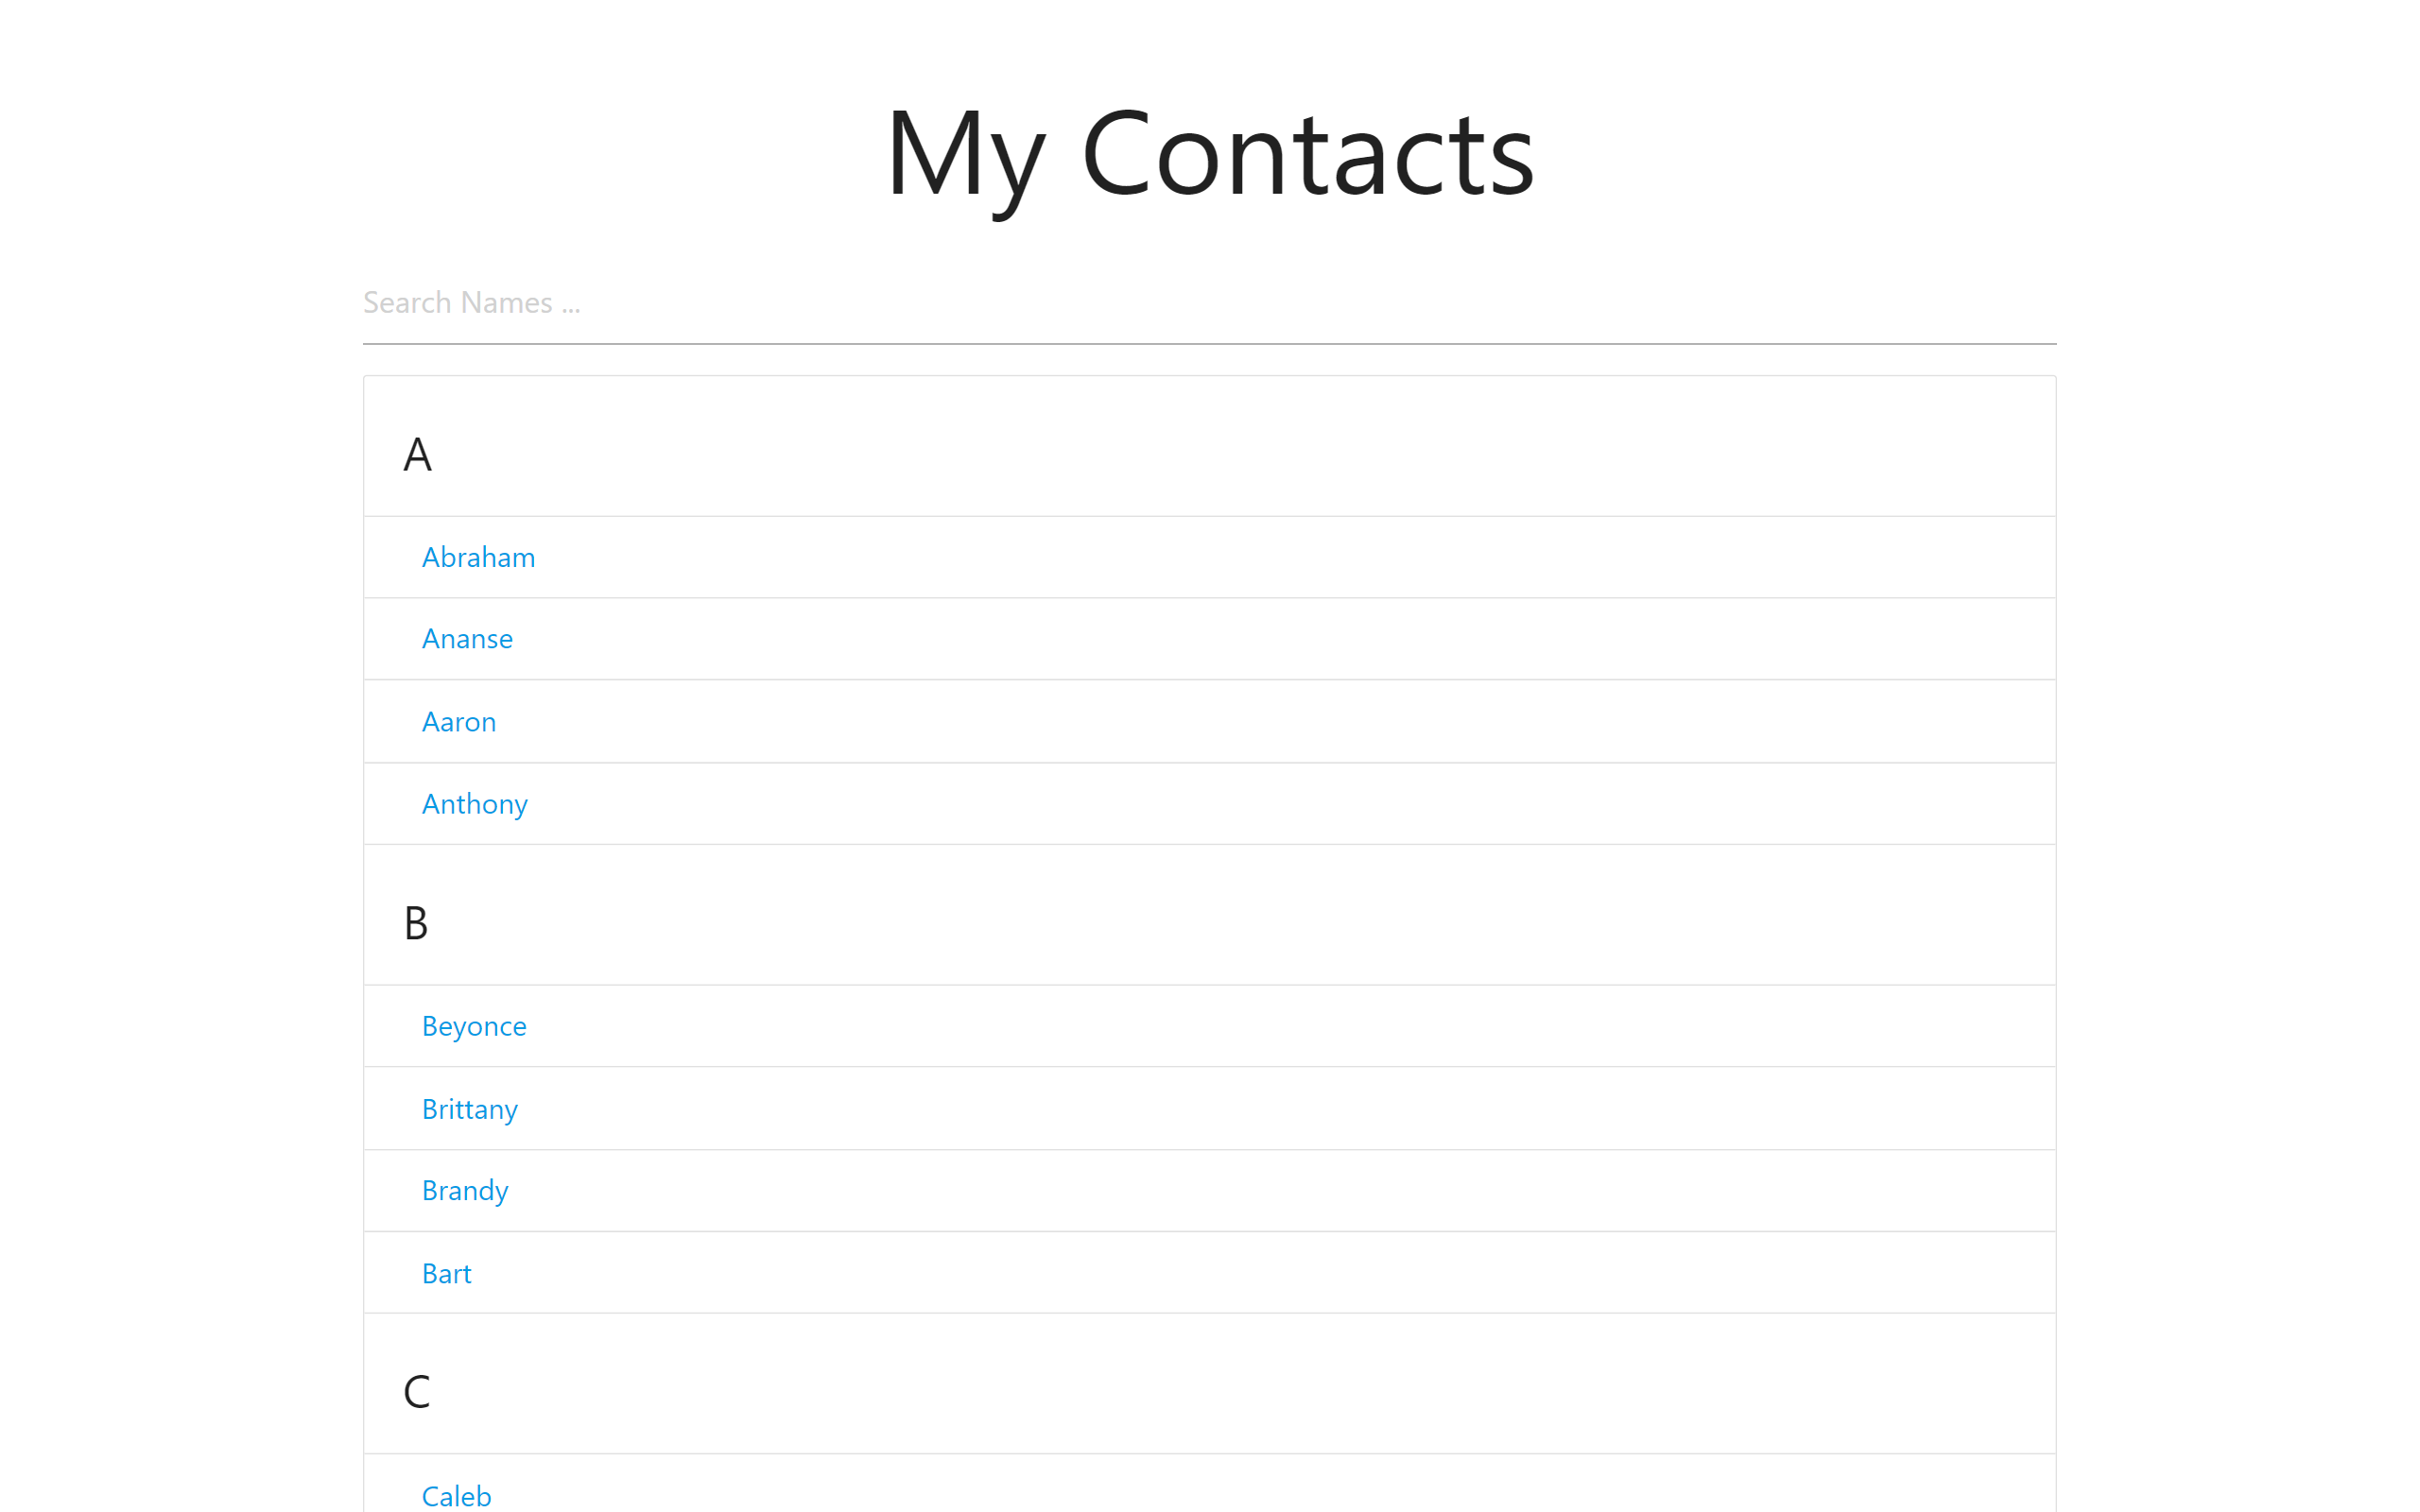 My Contacts
Search Names ...
A
Abraham
Ananse
Aaron
Anthony
B
Beyonce
Brittany
Brandy
Bart
C
Caleb